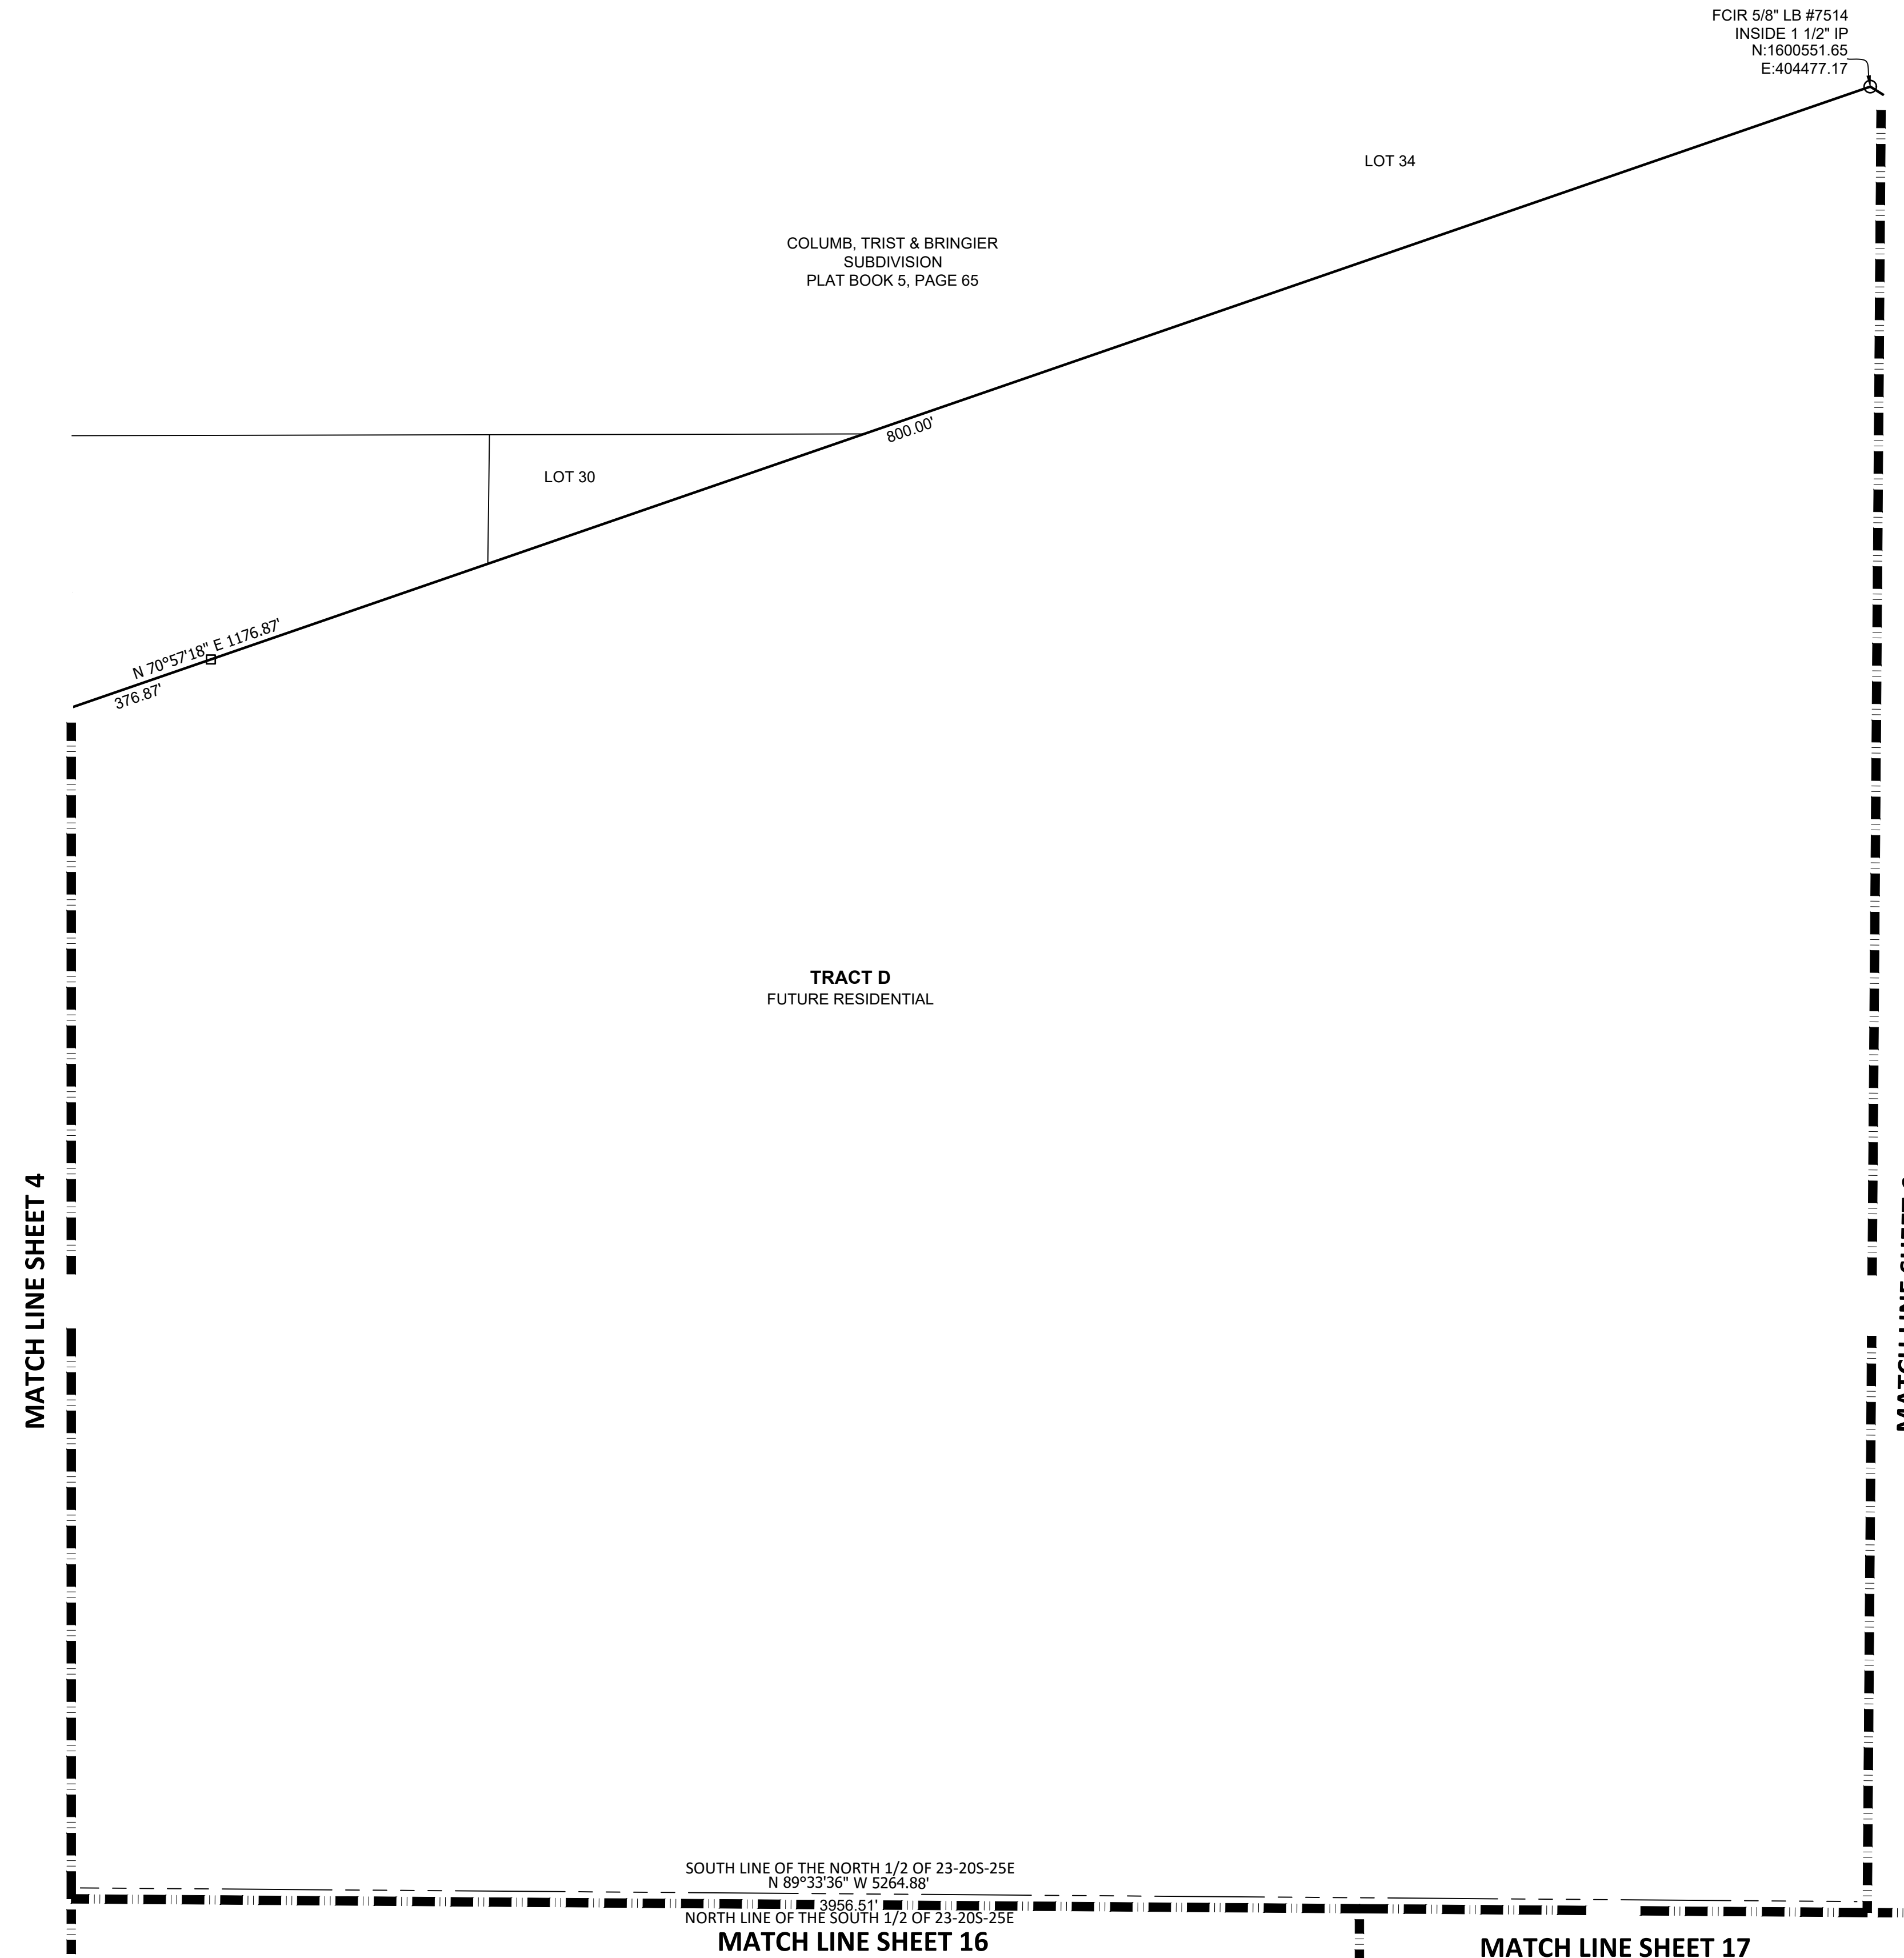 FCIR 5/8" LB #7514
INSIDE 1 1/2" IP
N:1600551.65
E:404477.17
LOT 34
COLUMB, TRIST & BRINGIER
SUBDIVISION
PLAT BOOK 5, PAGE 65
800.00'
LOT 30
N 70°57'18" E 1176.87'
376.87'
TRACT D
FUTURE RESIDENTIAL
MATCH LINE SHEET 4
SOUTH LINE OF THE NORTH 1/2 OF 23-20S-25E
N 89°33'36" W 5264.88'
3956.51'
NORTH LINE OF THE SOUTH 1/2 OF 23-20S-25E
MATCH LINE SHEET 16
MATCH LINE SHEET 17
MATCH LINE SHEET